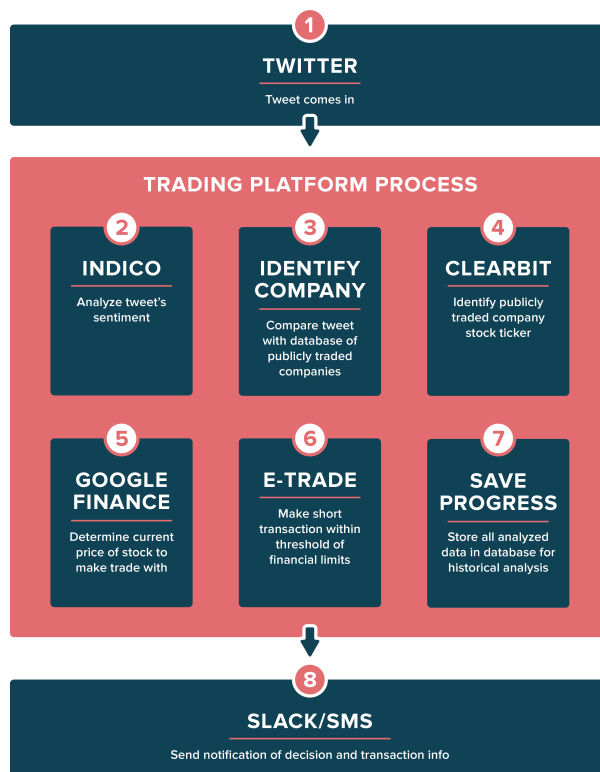 1
TWITTER
Tweet comes in
TRADING PLATFORM PROCESS
2
INDICO
Analyze tweet's
sentiment
3
IDENTIFY
COMPANY
Compare tweet
with database of
publicly traded
companies
4
CLEARBIT
Identify publicly
traded company
stock ticker
5
GOOGLE
FINANCE
Determine current
price of stock to
make trade with
6
E-TRADE
Make short
transaction within
threshold of
financial limits
7
SAVE
PROGRESS
Store all analyzed
data in database for
historical analysis
8
SLACK/SMS
Send notification of decision and transaction info